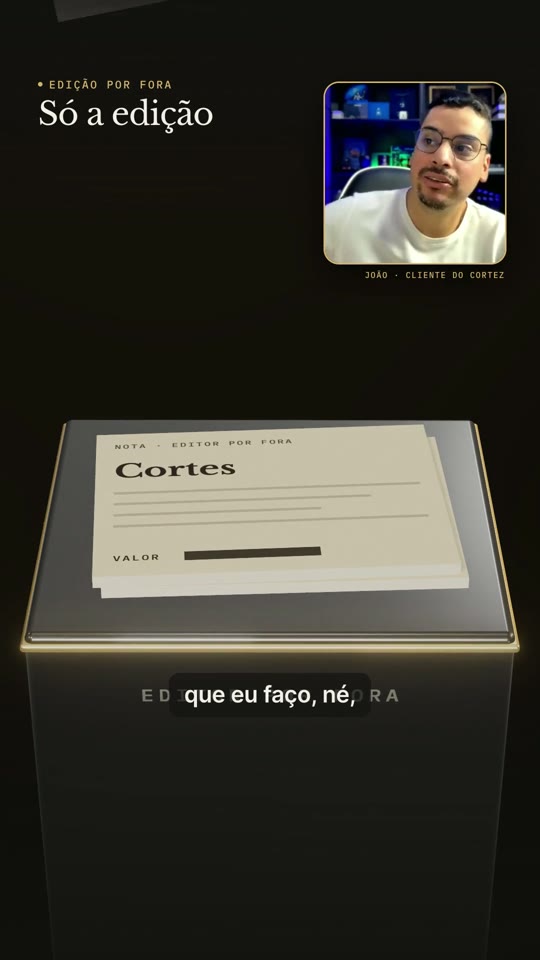 EDIÇÃO POR FORA
Só a edição
JOÃO · CLIENTE DO CORTEZ
NOTA · EDITOR POR FORA
Cortes
VALOR
que eu faço, né,